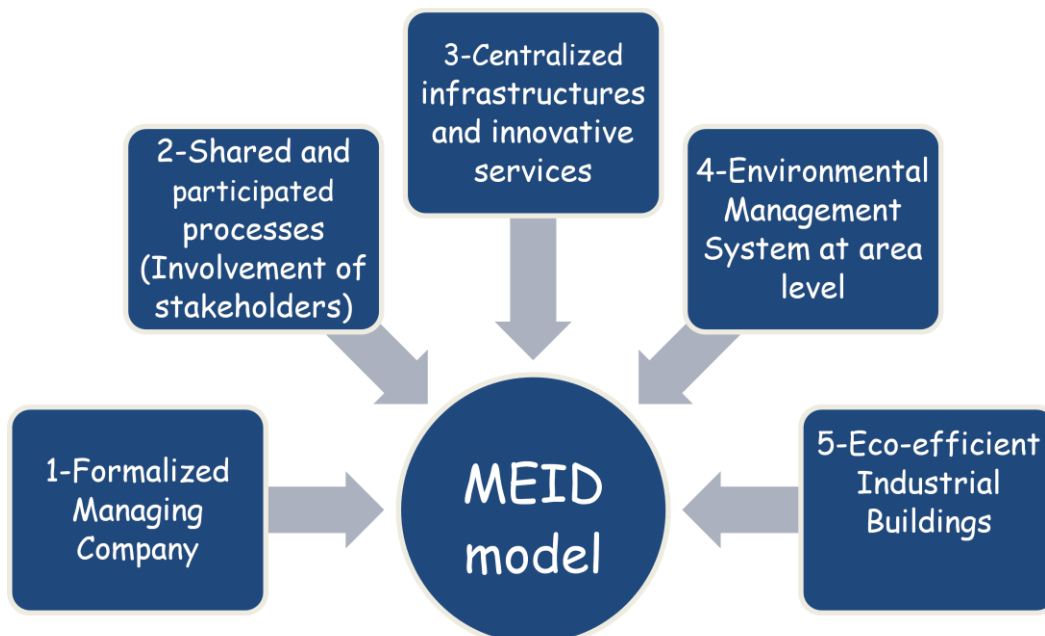 1-Formalized
Managing
Company
2-Shared and
participated
processes
(Involvement of
stakeholders)
3-Centralized
infrastructures
and innovative
services
4-Environmental
Management
System at area
level
5-Eco-efficient
Industrial
Buildings
MEID
model